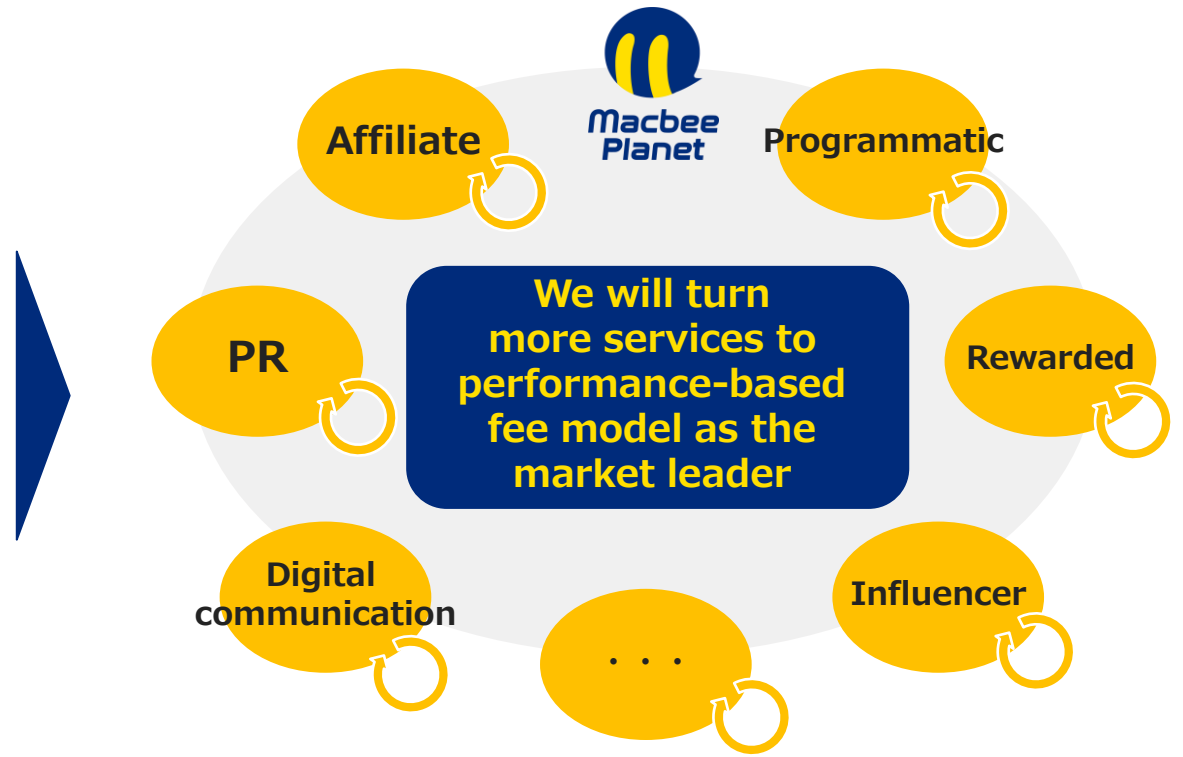 Macbee
Planet
Affiliate
Programmatic
We will turn
more services to
performance-based
fee model as the
market leader
PR
Rewarded
Digital
communication
Influencer
・・・